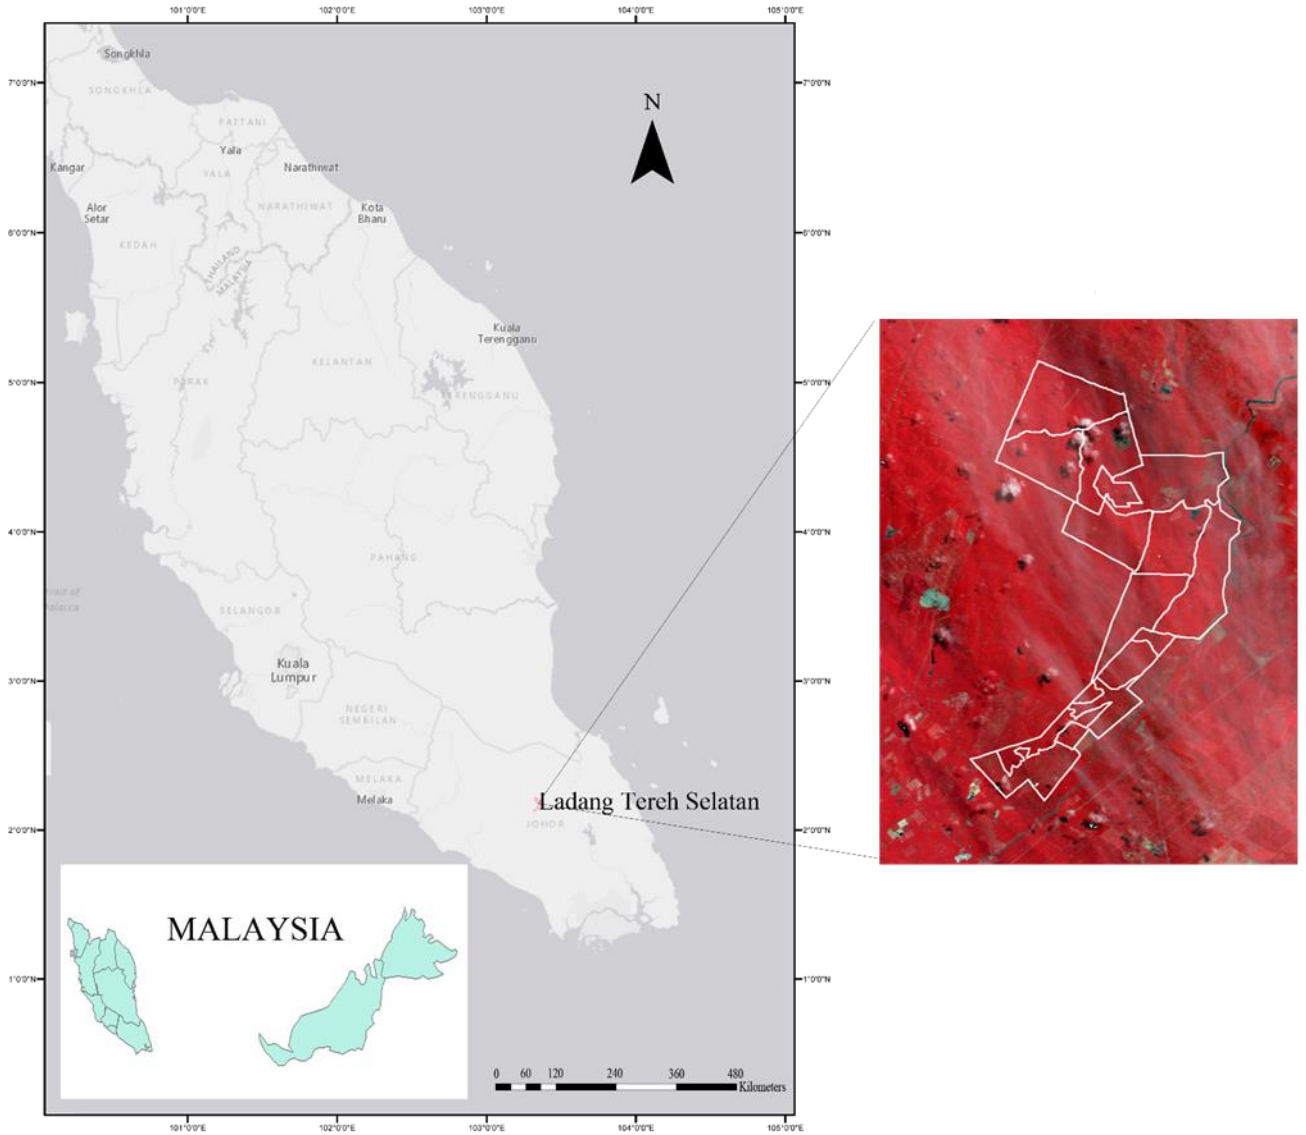 101°0'0"E 102°0'0"E 103°0'0"E 104°0'0"E 105°0'0"E
Songkhla
7°0'0"N 7°0'0"N
SONGKHLA
N
PATTANI
Yala
Kangar Narathiwat
YALA
Alor
Setar
NARATHIWAT
Kota
Bharu
6°0'0"N 6°0'0"N
KEDAH
THAILAND
MALAYSIA
Kuala
Terengganu
KELANTAN
5°0'0"N 5°0'0"N
PERAK
TERENGGANU
4°0'0"N 4°0'0"N
PAHANG
SELANGOR
Kuala
Lumpur
3°0'0"N 3°0'0"N
NEGERI
SEMBILAN
MELAKA
Melaka
Ladang Tereh Selatan
JOHOR
2°0'0"N 2°0'0"N
MALAYSIA
1°0'0"N 1°0'0"N
0 60 120 240 360 480
Kilometers
101°0'0"E 102°0'0"E 103°0'0"E 104°0'0"E 105°0'0"E